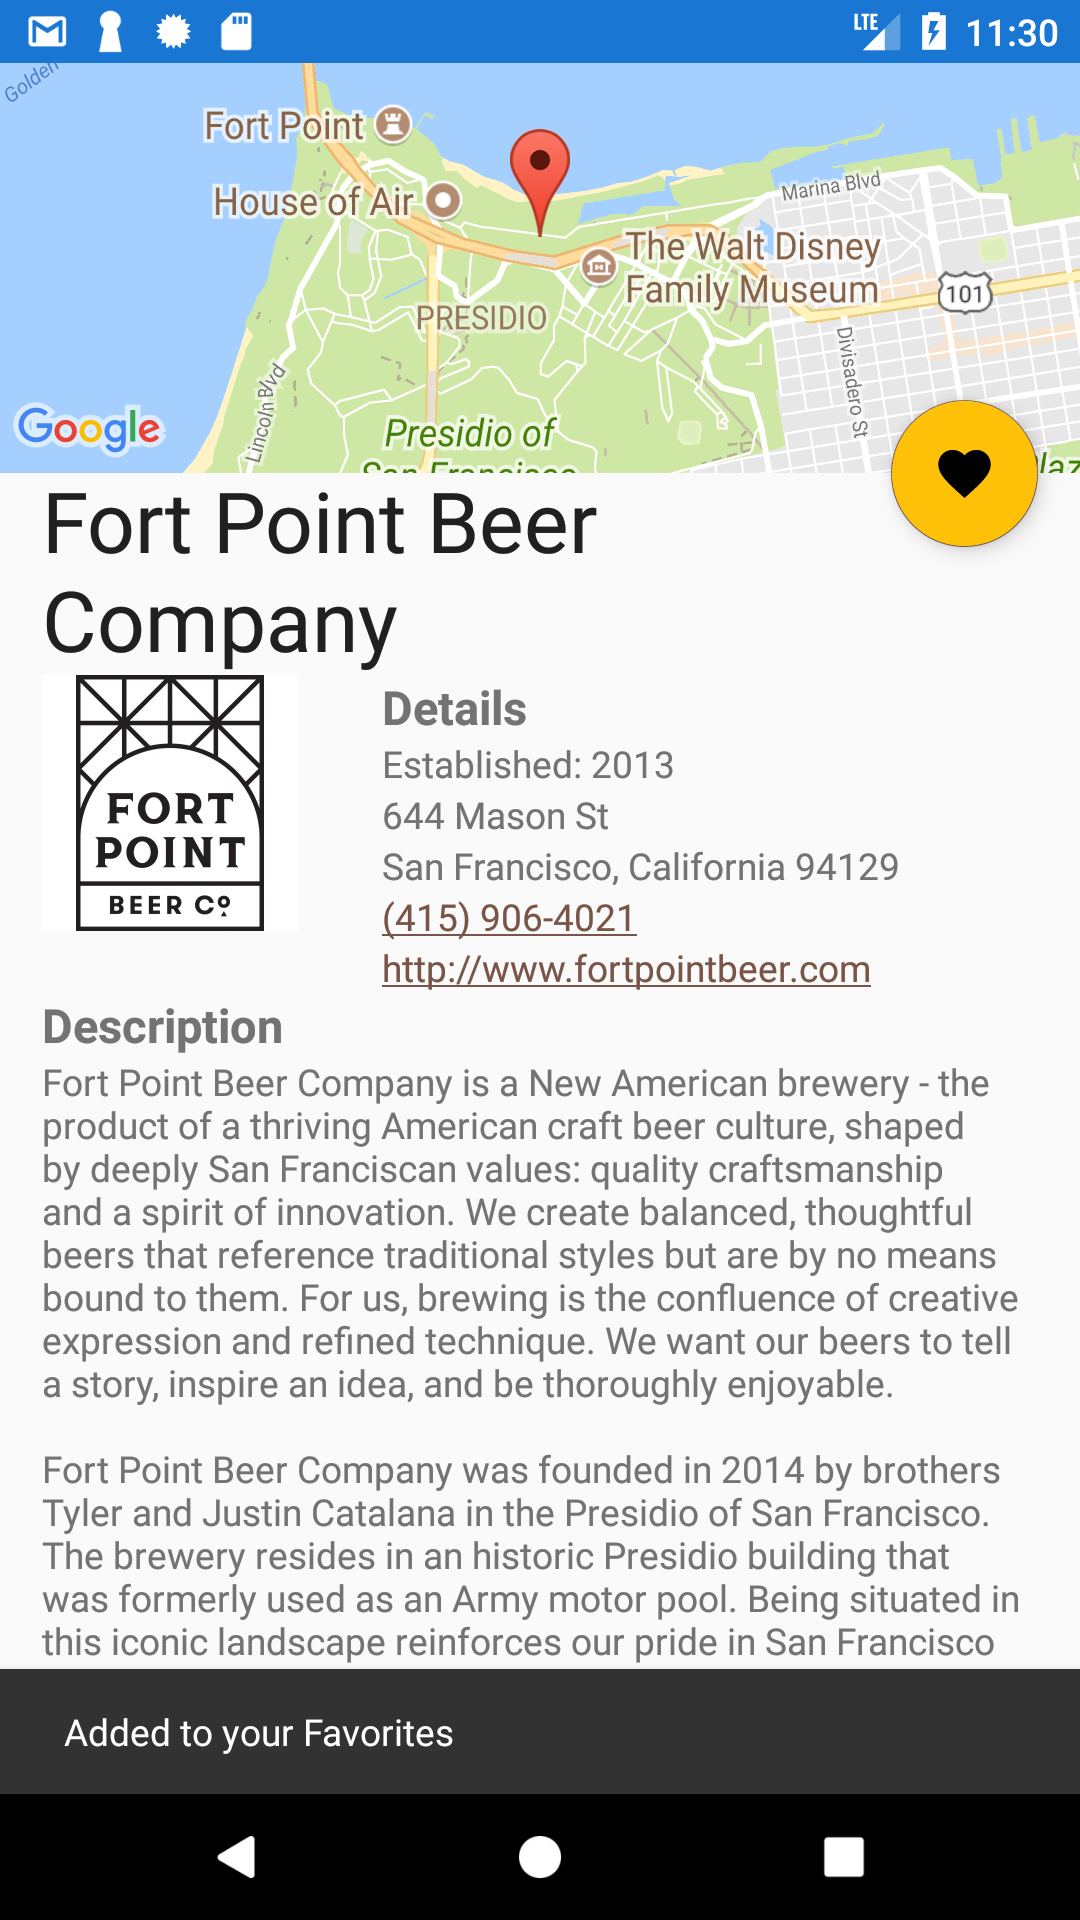 LTE 11:30
Golden
Fort Point
House of Air
Marina Blvd
The Walt Disney
Family Museum
101
PRESIDIO
Divisadero St
Lincoln Blvd
Google
Presidio of
San Francisco
Fort Point Beer
Company
FORT
POINT
BEER CO
Details
Established: 2013
644 Mason St
San Francisco, California 94129
(415) 906-4021
http://www.fortpointbeer.com
Description
Fort Point Beer Company is a New American brewery - the
product of a thriving American craft beer culture, shaped
by deeply San Franciscan values: quality craftsmanship
and a spirit of innovation. We create balanced, thoughtful
beers that reference traditional styles but are by no means
bound to them. For us, brewing is the confluence of creative
expression and refined technique. We want our beers to tell
a story, inspire an idea, and be thoroughly enjoyable.
Fort Point Beer Company was founded in 2014 by brothers
Tyler and Justin Catalana in the Presidio of San Francisco.
The brewery resides in an historic Presidio building that
was formerly used as an Army motor pool. Being situated in
this iconic landscape reinforces our pride in San Francisco
Added to your Favorites